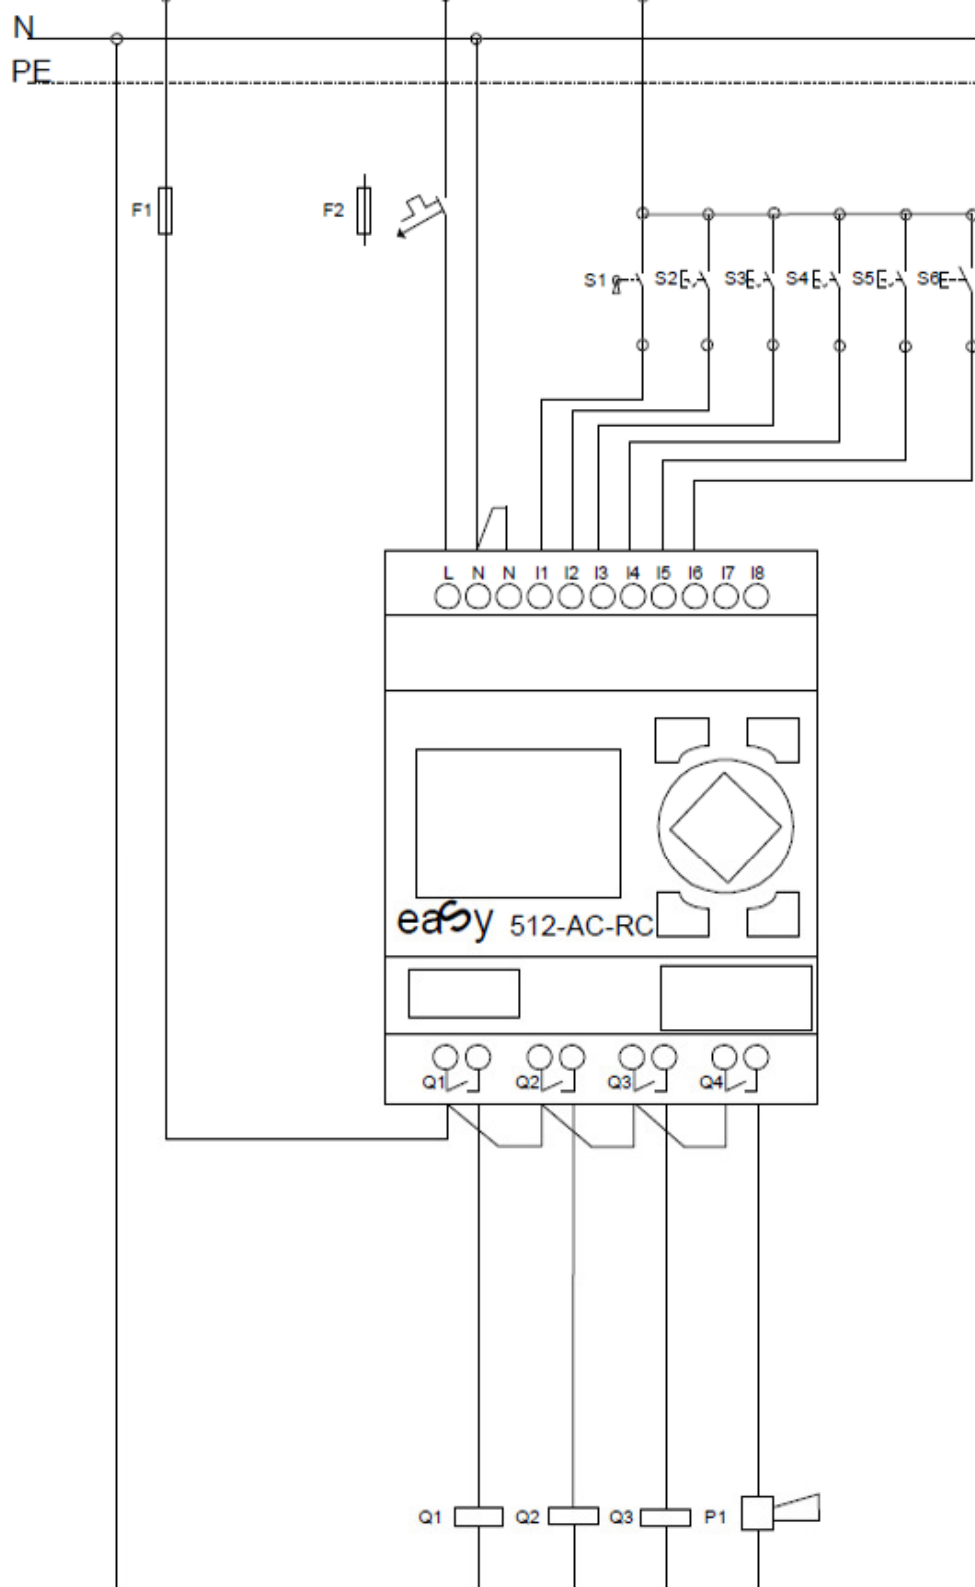 N
PE
F1
F2
S1 S2 S3 S4 S5 S6
L N N I1 I2 I3 I4 I5 I6 I7 I8
easy 512-AC-RC
Q1 Q2 Q3 Q4
Q1 Q2 Q3 P1